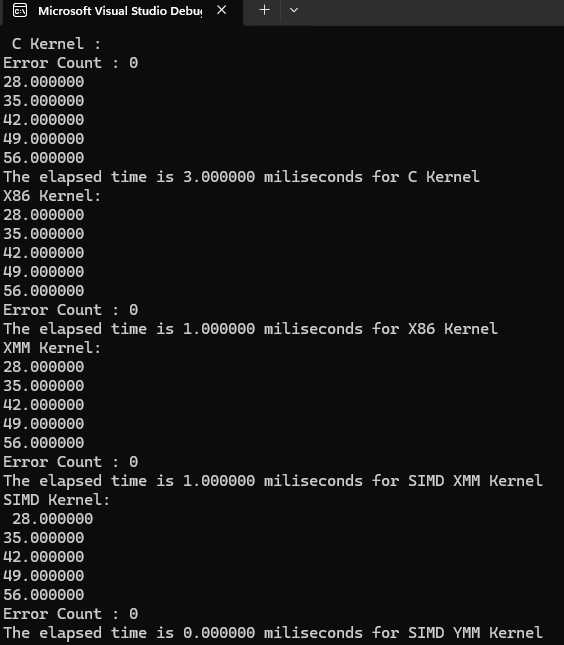 Microsoft Visual Studio Debu
C Kernel :
Error Count : 0
28.000000
35.000000
42.000000
49.000000
56.000000
The elapsed time is 3.000000 miliseconds for C Kernel
X86 Kernel:
28.000000
35.000000
42.000000
49.000000
56.000000
Error Count : 0
The elapsed time is 1.000000 miliseconds for X86 Kernel
XMM Kernel:
28.000000
35.000000
42.000000
49.000000
56.000000
Error Count : 0
The elapsed time is 1.000000 miliseconds for SIMD XMM Kernel
SIMD Kernel:
28.000000
35.000000
42.000000
49.000000
56.000000
Error Count : 0
The elapsed time is 0.000000 miliseconds for SIMD YMM Kernel